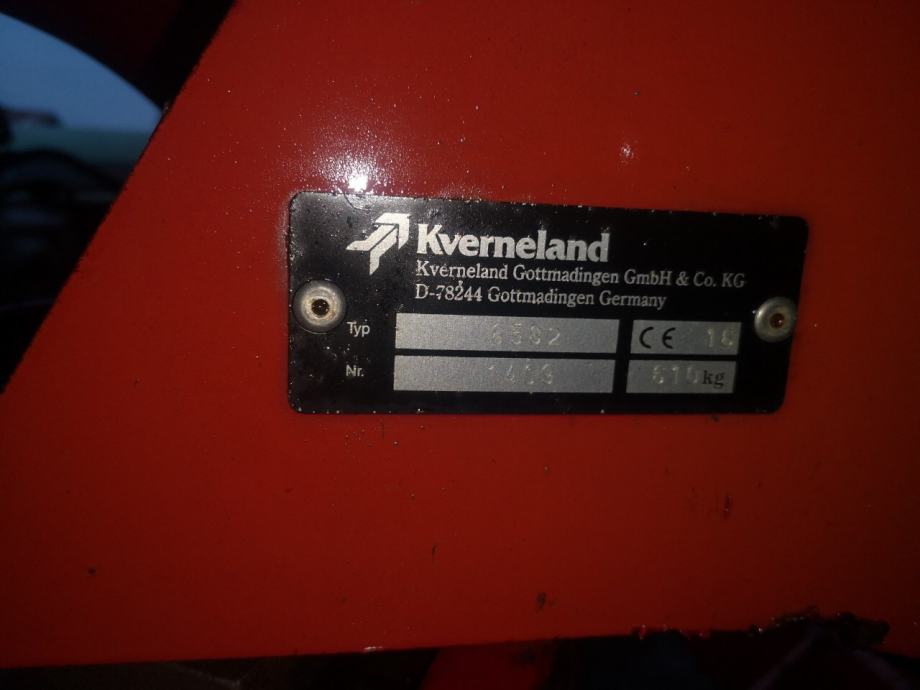 Kverneland
Kverneland Gottmadingen GmbH & Co. KG
D-78244 Gottmadingen Germany
Typ CE
Nr. kg